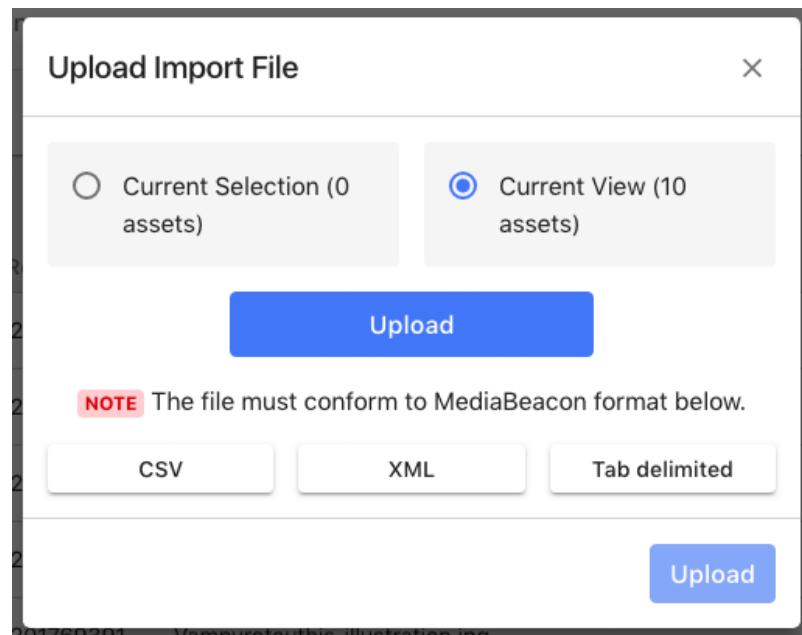 Upload Import File
Current Selection (0
assets)
Current View (10
assets)
Upload
NOTE The file must conform to MediaBeacon format below.
CSV
XML
Tab delimited
Upload